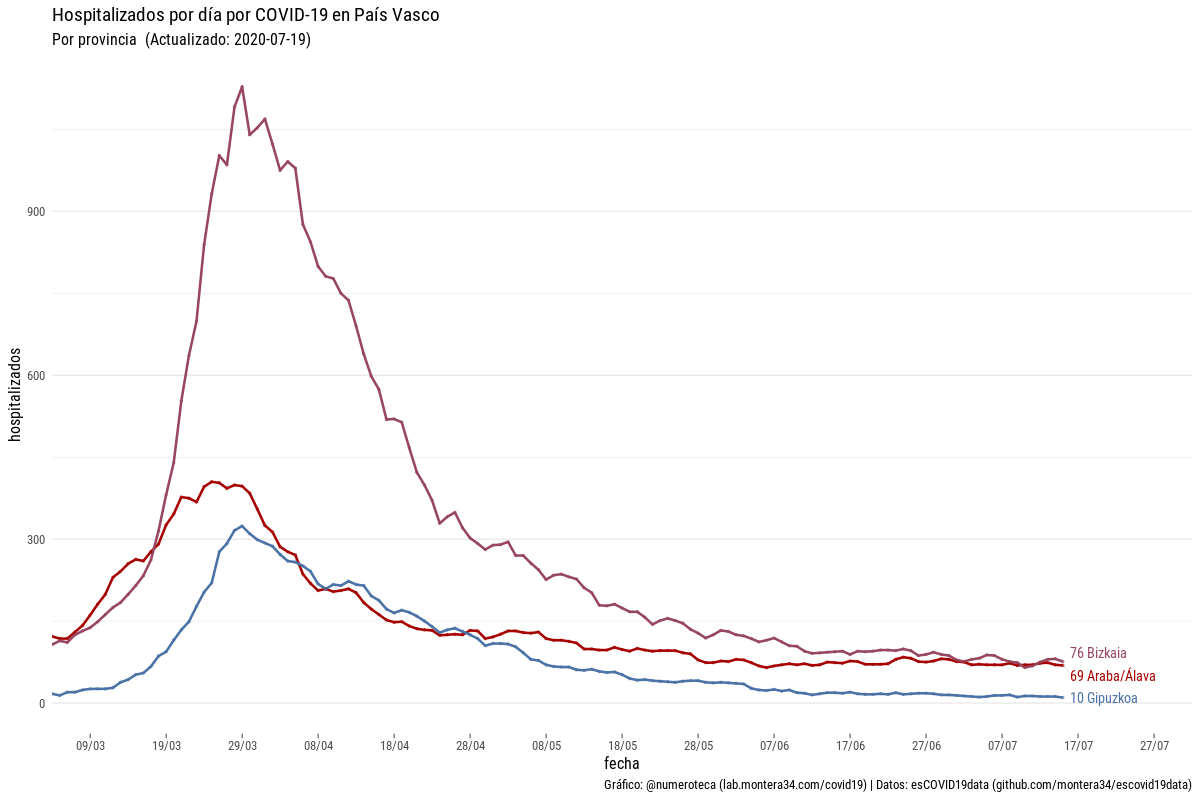 Hospitalizados por día por COVID-19 en País Vasco
Por provincia  (Actualizado: 2020-07-19)
hospitalizados
900
600
300
0
76 Bizkaia
69 Araba/Álava
10 Gipuzkoa
09/03 19/03 29/03 08/04 18/04 28/04 08/05 18/05 28/05 07/06 17/06 27/06 07/07 17/07 27/07
fecha
Gráfico: @numeroteca (lab.montera34.com/covid19) | Datos: esCOVID19data (github.com/montera34/escovid19data)